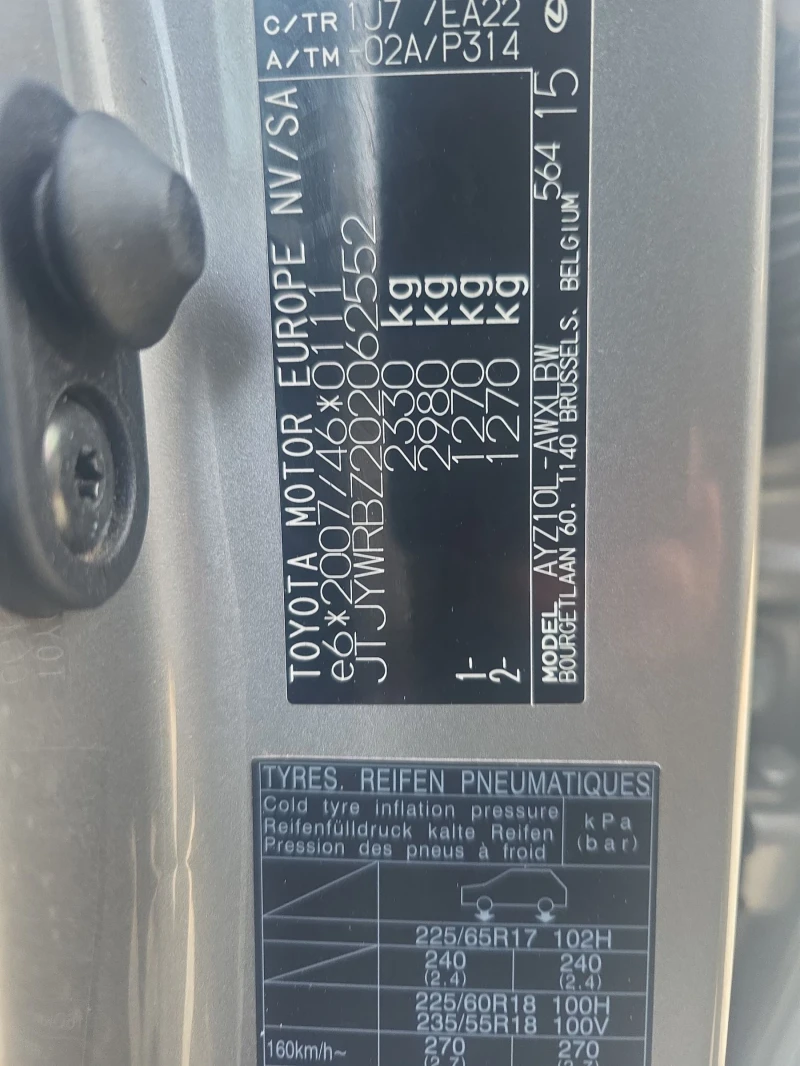 TOYOTA MOTOR EUROPE NV/SA
e6*2007/46*0111
JTJYWRBZ202062552
2330 kg
2980 kg
1- 1270 kg
2- 1270 kg
C/TR 1J7 /EA22
A/TM -02A/P314
MODEL AYZ10L-AWXLBW
BOURGETLAAN 60. 1140 BRUSSELS. BELGIUM 564 15
TYRES. REIFEN PNEUMATIQUES
Cold tyre inflation pressure
Reifenfülldruck kalte Reifen
Pression des pneus à froid
kPa
(bar)
225/65R17 102H
240 240
(2.4) (2.4)
225/60R18 100H
235/55R18 100V
160km/h~ 270 270